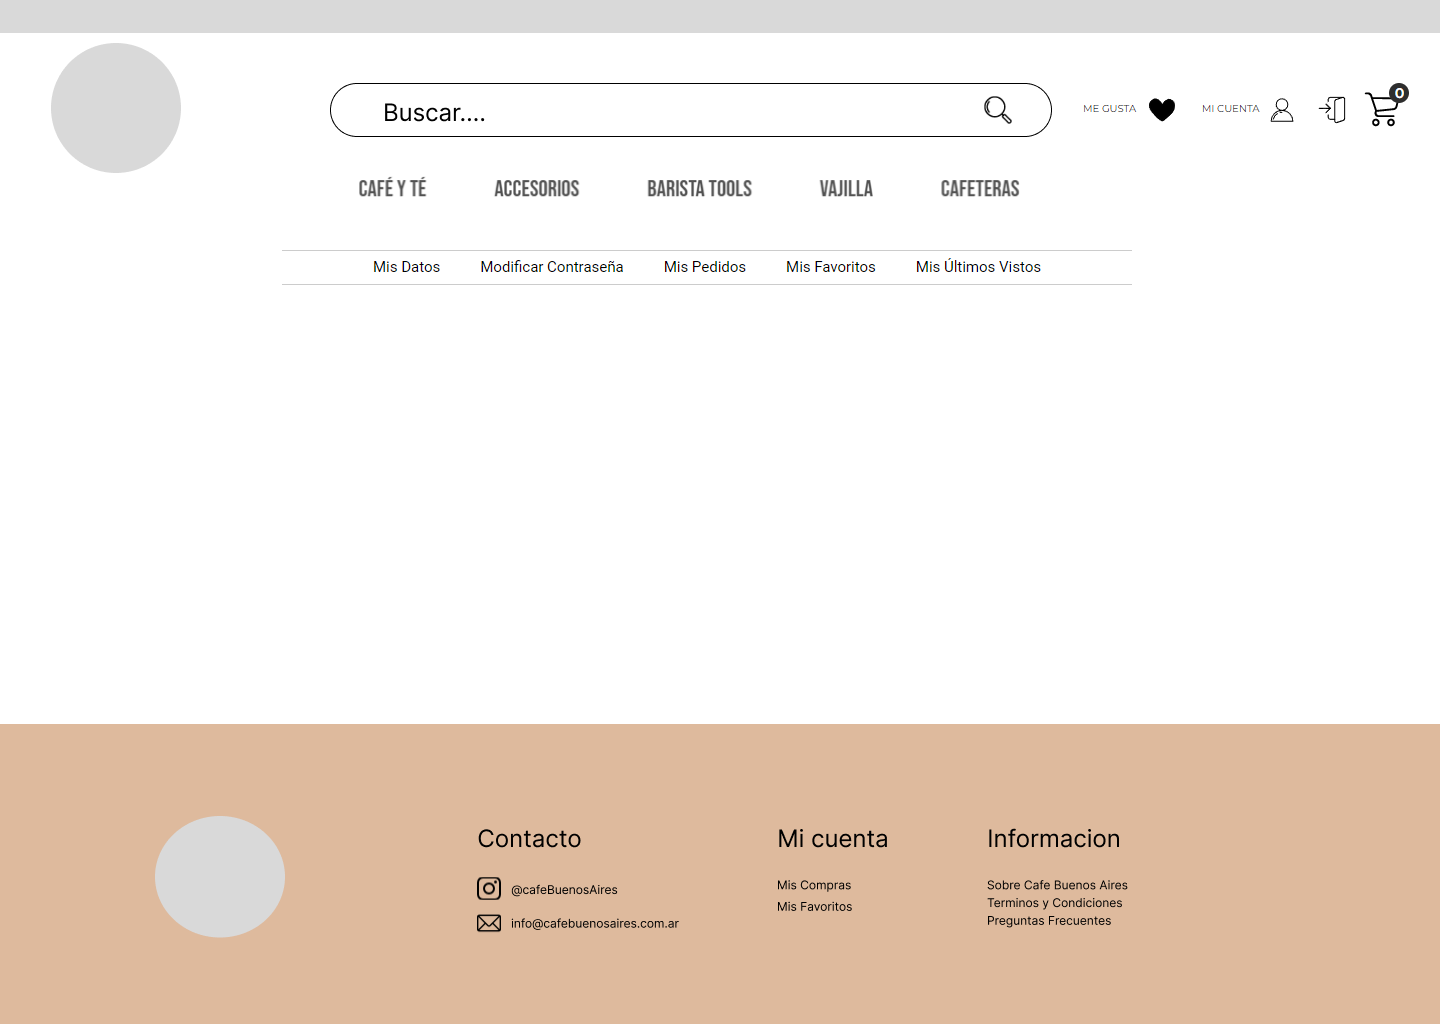 Buscar....
ME GUSTA
MI CUENTA
0
CAFÉ Y TÉ ACCESORIOS BARISTA TOOLS VAJILLA CAFETERAS
Mis Datos Modificar Contraseña Mis Pedidos Mis Favoritos Mis Últimos Vistos
Contacto
@cafeBuenosAires
info@cafebuenosaires.com.ar
Mi cuenta
Mis Compras
Mis Favoritos
Informacion
Sobre Cafe Buenos Aires
Terminos y Condiciones
Preguntas Frecuentes